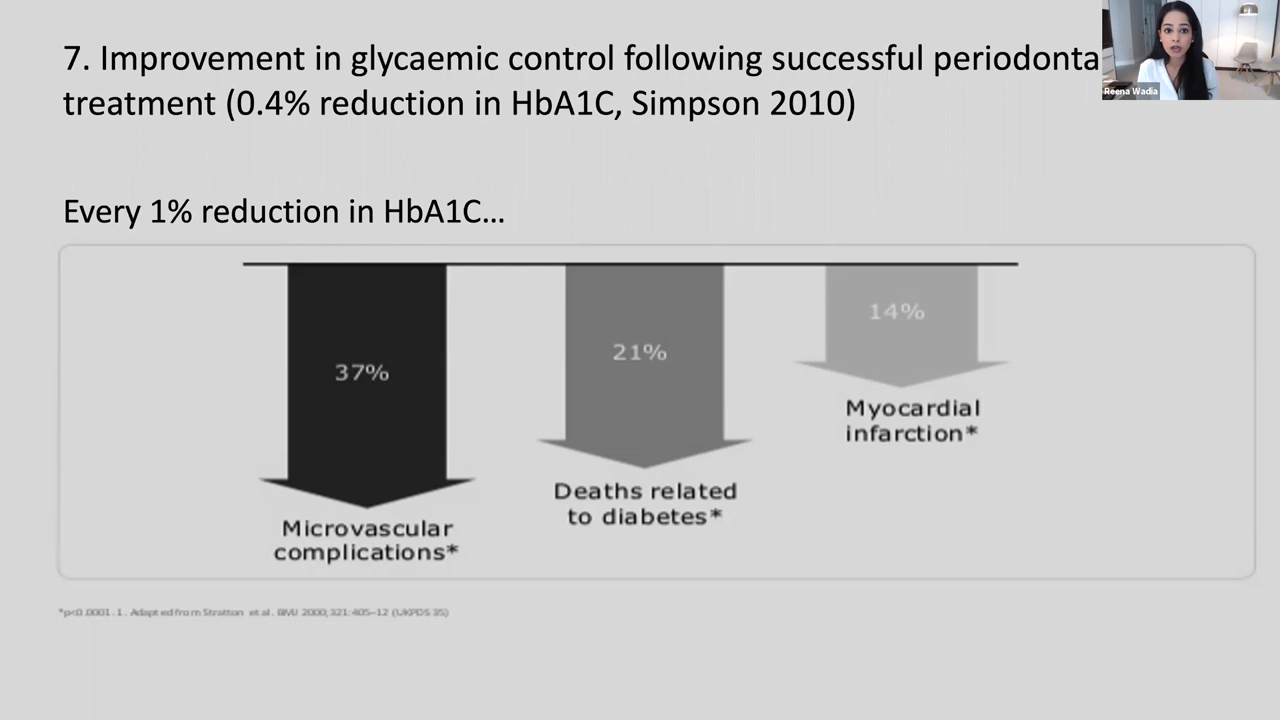 7. Improvement in glycaemic control following successful periodonta
treatment (0.4% reduction in HbA1C, Simpson 2010)
Reena Wadia
Every 1% reduction in HbA1C...
37%
21%
14%
Microvascular
complications*
Deaths related
to diabetes*
Myocardial
infarction*
*p<0.0001. 1. Adapted from Stratton et al. BMJ 2000; 321: 405–12 (UKPDS 35)